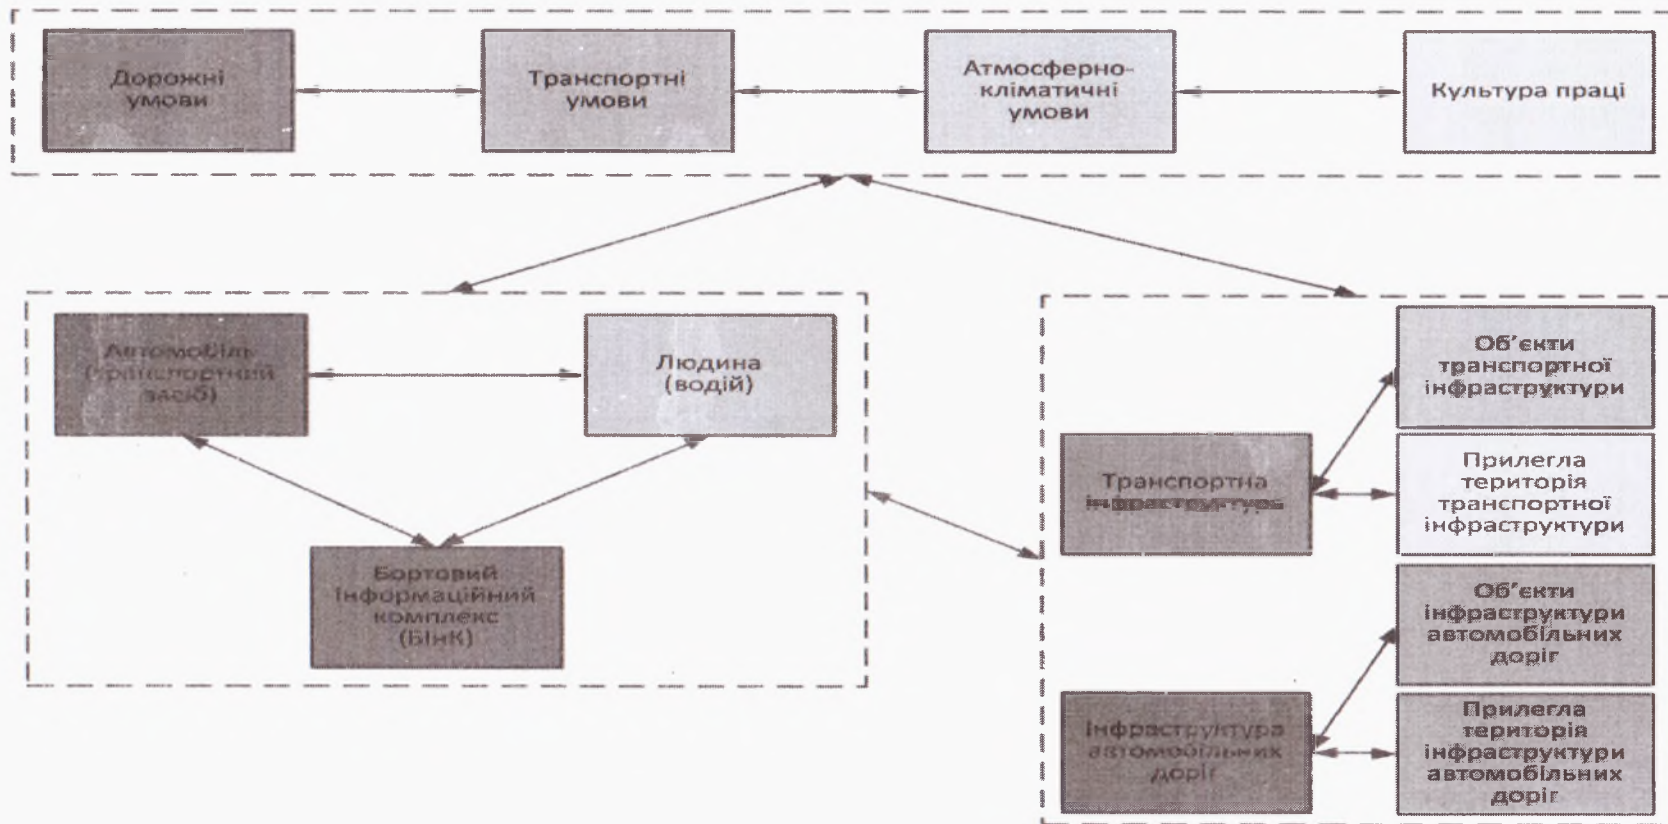 Дорожні
умови
Транспортні
умови
Атмосферно-
кліматичні
умови
Культура праці
Автомобіль
(транспортний
засіб)
Людина
(водій)
Бортовий
інформаційний
комплекс
(БІнК)
Транспортна
інфраструктура
Об'єкти
транспортної
інфраструктури
Прилегла
територія
транспортної
інфраструктури
Інфраструктура
автомобільних
доріг
Об'єкти
інфраструктури
автомобільних
доріг
Прилегла
територія
інфраструктури
автомобільних
доріг